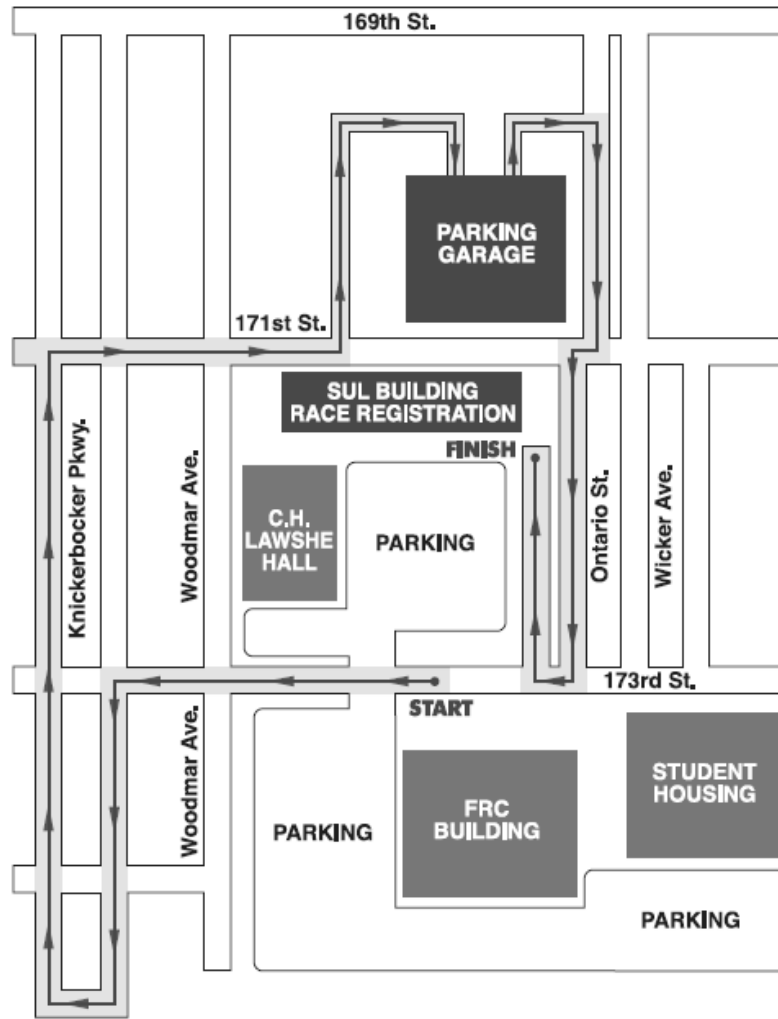 169th St.
PARKING
GARAGE
171st St.
SUL BUILDING
RACE REGISTRATION
FINISH
Knickerbocker Pkwy.
Woodmar Ave.
C.H.
LAWSHE
HALL
PARKING
Ontario St.
Wicker Ave.
173rd St.
START
Woodmar Ave.
PARKING
FRC
BUILDING
STUDENT
HOUSING
PARKING